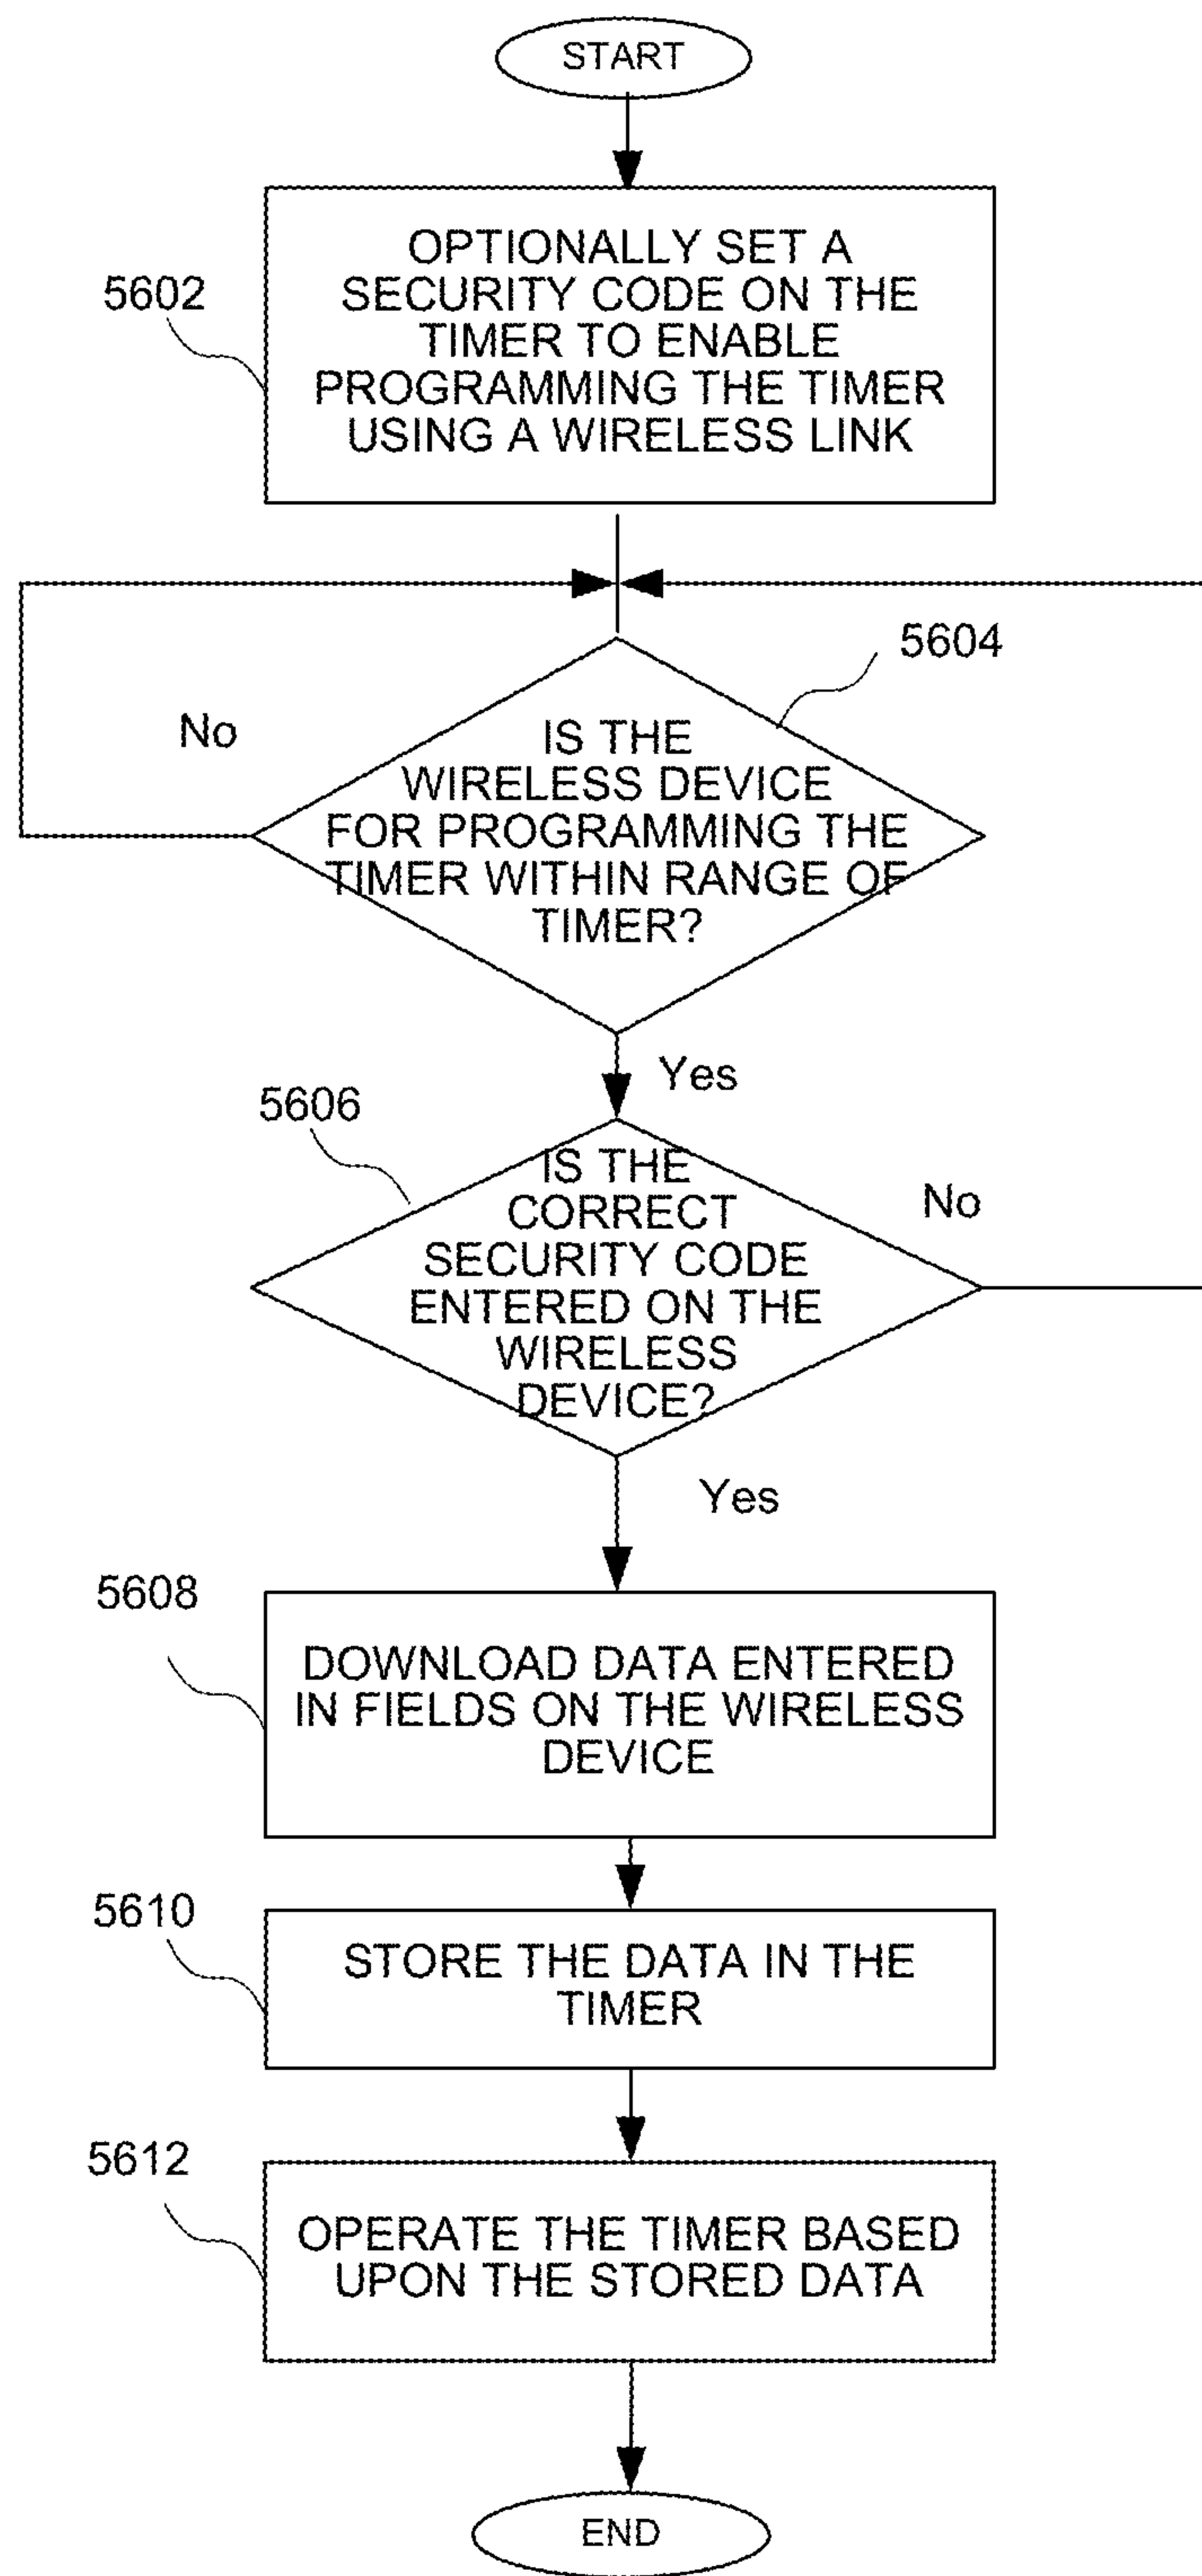 START
5602
OPTIONALLY SET A
SECURITY CODE ON THE
TIMER TO ENABLE
PROGRAMMING THE TIMER
USING A WIRELESS LINK
5604
No
IS THE
WIRELESS DEVICE
FOR PROGRAMMING THE
TIMER WITHIN RANGE OF
TIMER?
Yes
5606
IS THE
CORRECT
SECURITY CODE
ENTERED ON THE
WIRELESS
DEVICE?
No
Yes
5608
DOWNLOAD DATA ENTERED
IN FIELDS ON THE WIRELESS
DEVICE
5610
STORE THE DATA IN THE
TIMER
5612
OPERATE THE TIMER BASED
UPON THE STORED DATA
END